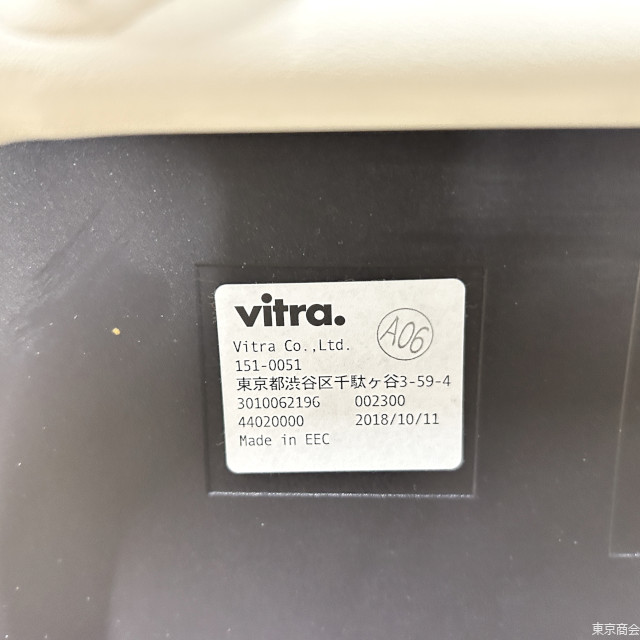 vitra.
A06
Vitra Co.,Ltd.
151-0051
東京都渋谷区千駄ヶ谷3-59-4
3010062196 002300
44020000 2018/10/11
Made in EEC
東京商会